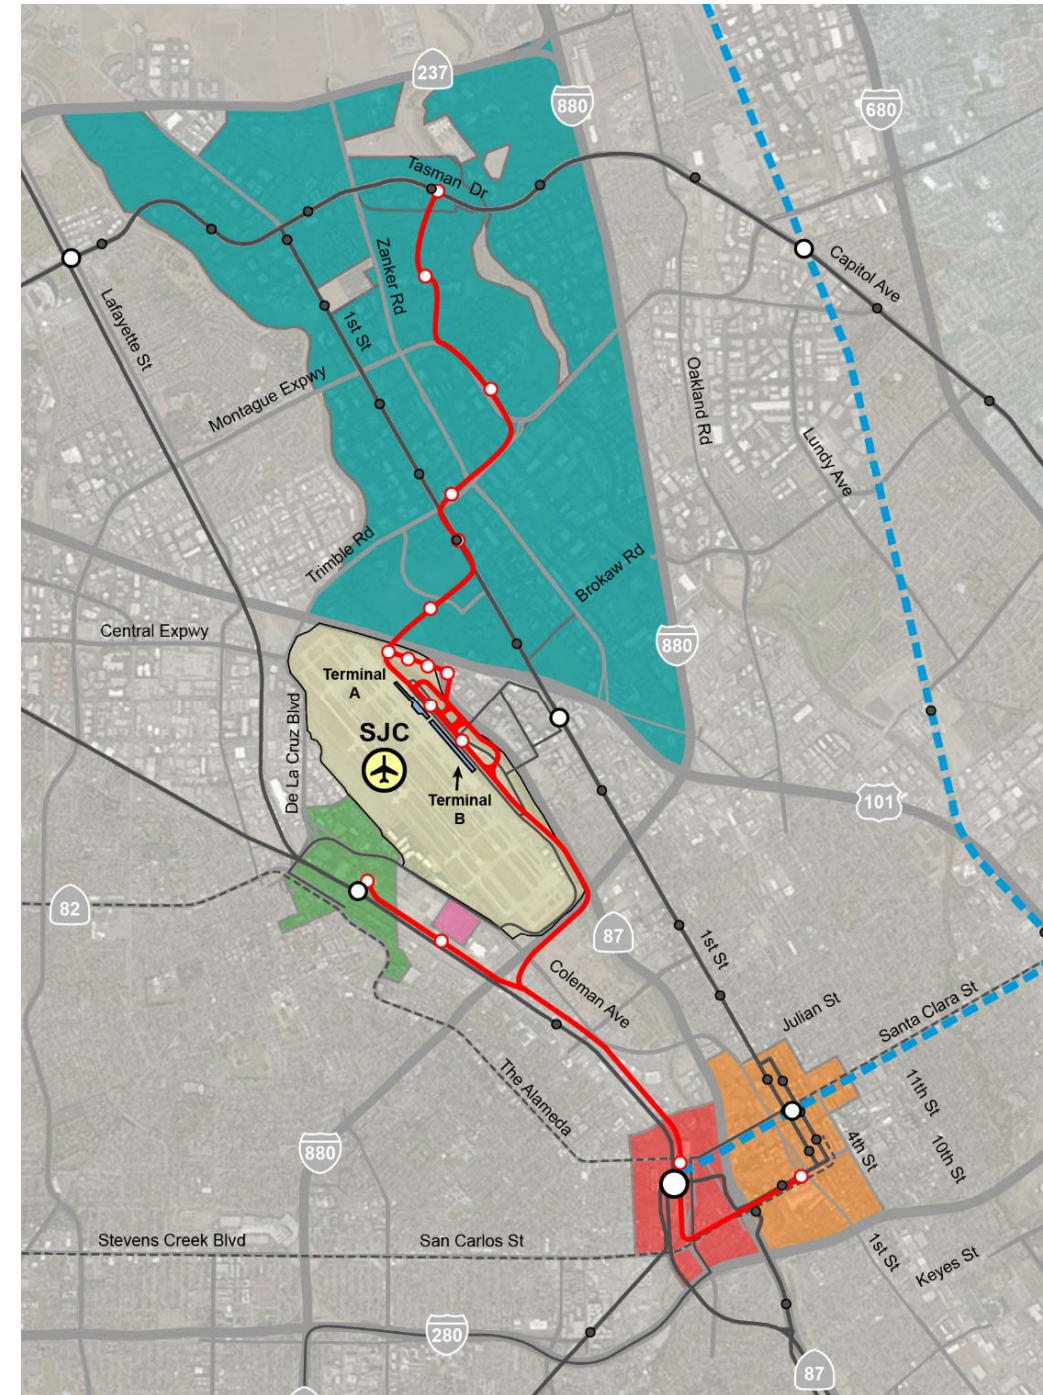 237
880
680
Tasman Dr
Capitol Ave
Zanker Rd
Lafayette St
1st St
Montague Expwy
Oakland Rd
Lundy Ave
Trimble Rd
Brokaw Rd
Central Expwy
880
Terminal
A
SJC
De La Cruz Blvd
Terminal
B
101
82
87
1st St
Coleman Ave
Julian St
Santa Clara St
The Alameda
11th St
10th St
4th St
880
Stevens Creek Blvd
San Carlos St
1st St
Keyes St
280
87